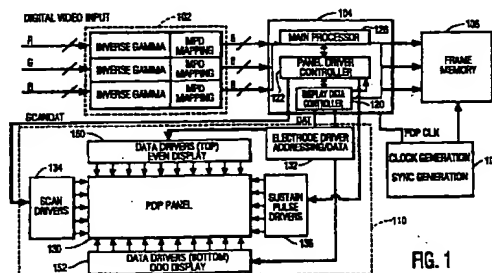 DIGITAL VIDEO INPUT
102
104
106
R
G
B
INVERSE GAMMA
MPD MAPPING
INVERSE GAMMA
MPD MAPPING
INVERSE GAMMA
MPD MAPPING
8
8
MAIN PROCESSOR
126
PANEL DRIVER CONTROLLER
122
DISPLAY DATA CONTROLLER
120
FRAME MEMORY
SCANDAT
DAT
PDP CLK
150
DATA DRIVERS (TOP) EVEN DISPLAY
ELECTRODE DRIVER ADDRESSING/DATA
132
CLOCK GENERATION
SYNC GENERATION
134
SCAN DRIVERS
PDP PANEL
SUSTAIN PULSE DRIVERS
110
130
136
DATA DRIVERS (BOTTOM) ODD DISPLAY
152
FIG. 1